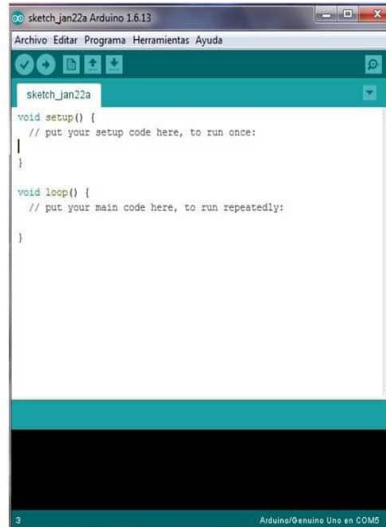 sketch_jan22a Arduino 1.6.13
Archivo Editar Programa Herramientas Ayuda
sketch_jan22a
void setup() {
// put your setup code here, to run once:
}
void loop() {
// put your main code here, to run repeatedly:
}
3 Arduino/Genuino Uno en COM5